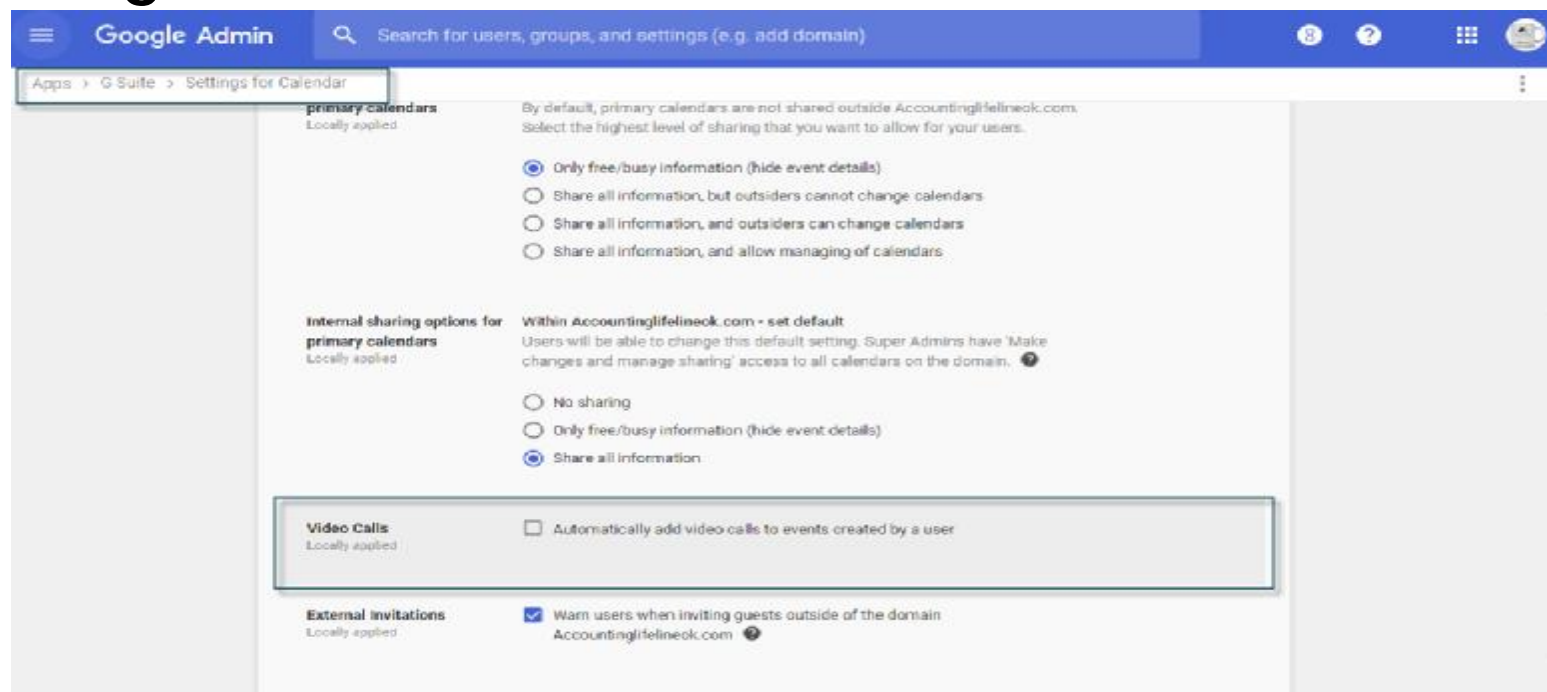 Google Admin
Search for users, groups, and settings (e.g. add domain)
8
?
Apps > G Suite > Settings for Calendar
primary calendars
Locally applied
By default, primary calendars are not shared outside Accountinglifelineok.com.
Select the highest level of sharing that you want to allow for your users.
Only free/busy information (hide event details)
Share all information, but outsiders cannot change calendars
Share all information, and outsiders can change calendars
Share all information, and allow managing of calendars
Internal sharing options for
primary calendars
Locally applied
Within Accountinglifelineok.com - set default
Users will be able to change this default setting. Super Admins have 'Make
changes and manage sharing' access to all calendars on the domain. ?
No sharing
Only free/busy information (hide event details)
Share all information
Video Calls
Locally applied
Automatically add video calls to events created by a user
External Invitations
Locally applied
Warn users when inviting guests outside of the domain
Accountinglifelineok.com ?